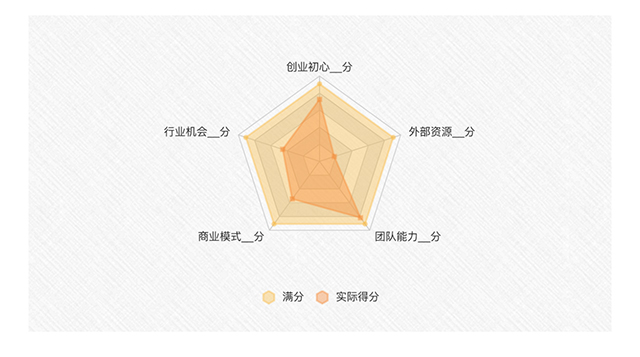 创业初心__分
行业机会__分
外部资源__分
商业模式__分
团队能力__分
满分
实际得分